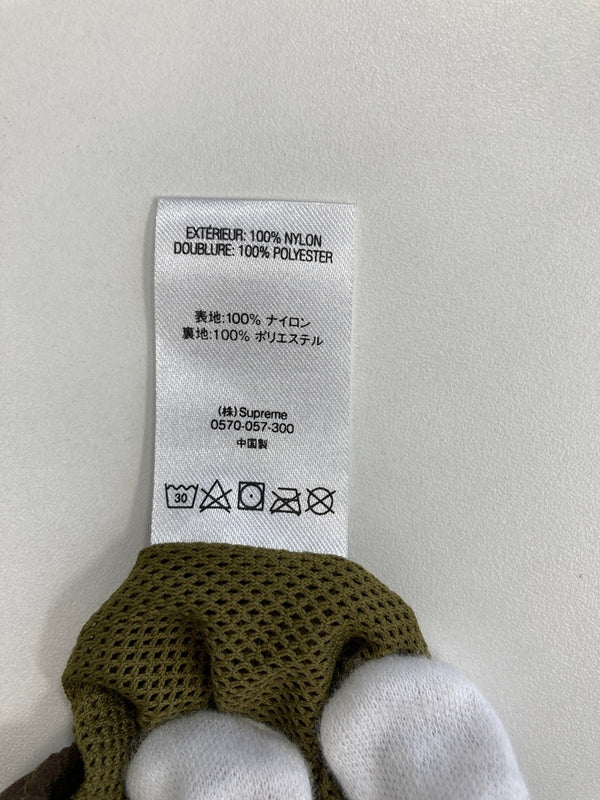 EXTÉRIEUR: 100% NYLON
DOUBLURE: 100% POLYESTER
表地:100% ナイロン
裏地:100% ポリエステル
(株)Supreme
0570-057-300
中国製
30